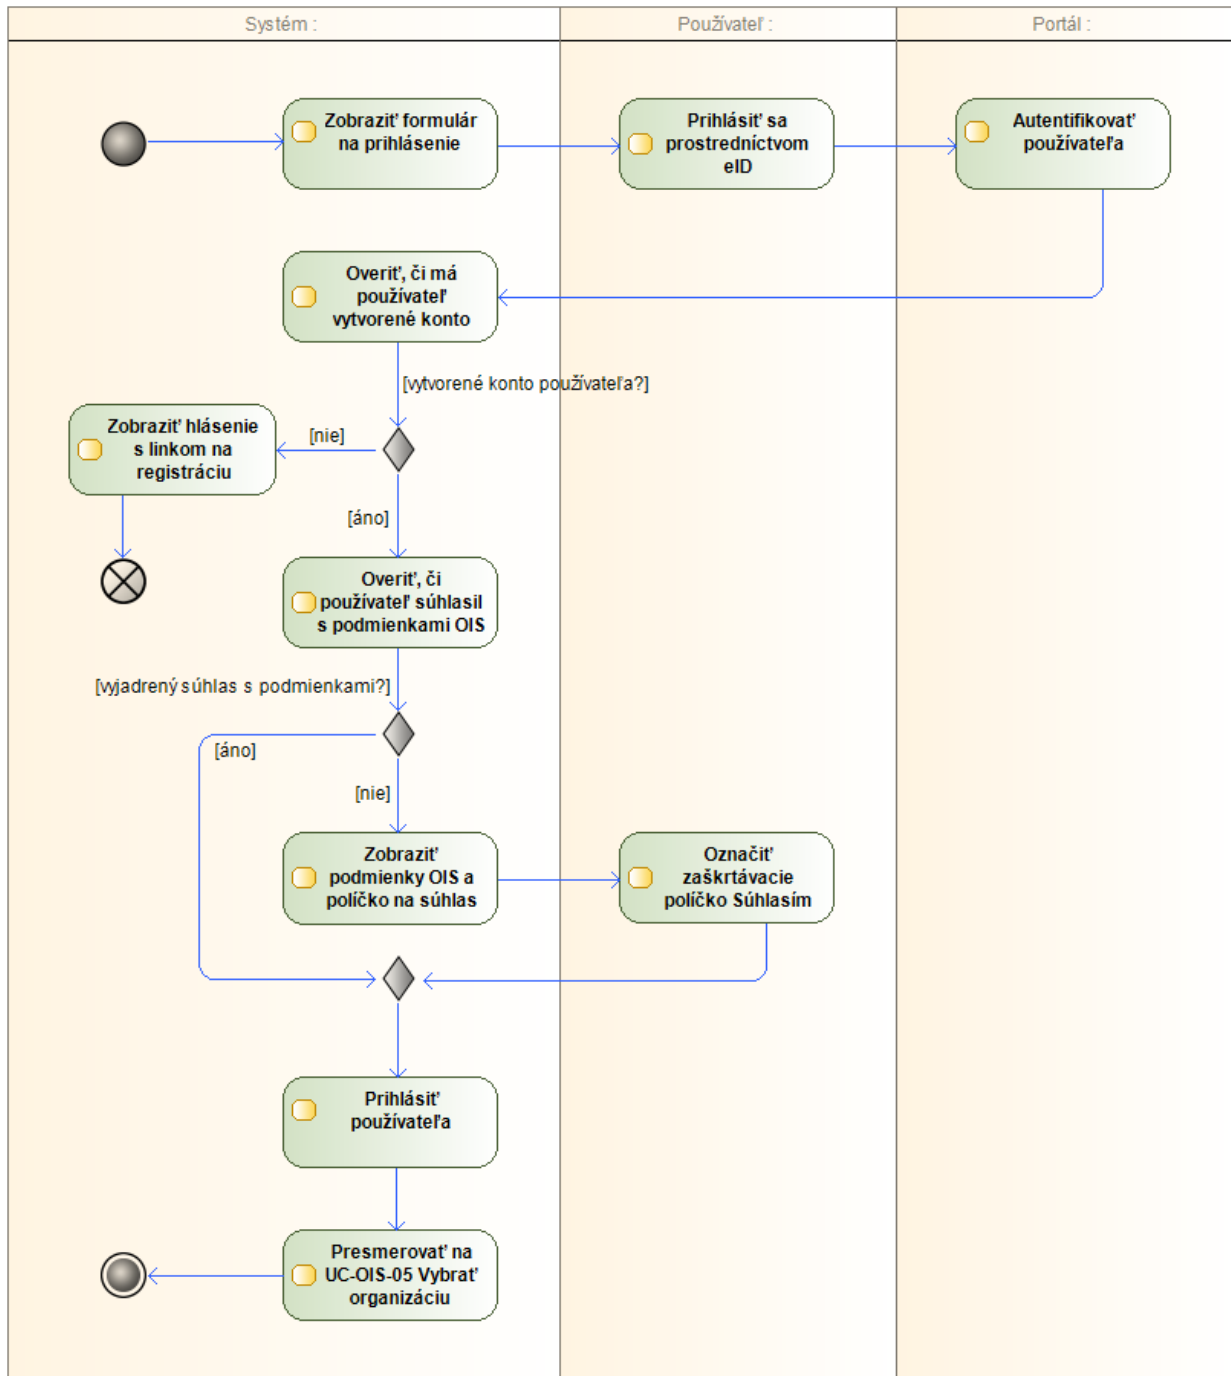 Systém :
Používateľ :
Portál :
Zobraziť formulár
na prihlásenie
Prihlásiť sa
prostredníctvom
eID
Autentifikovať
používateľa
Overiť, či má
používateľ
vytvorené konto
[vytvorené konto používateľa?]
Zobraziť hlásenie
s linkom na
registráciu
[nie]
[áno]
Overiť, či
používateľ súhlasil
s podmienkami OIS
[vyjadrený súhlas s podmienkami?]
[áno]
[nie]
Zobraziť
podmienky OIS a
políčko na súhlas
Označiť
zaškrtávacie
políčko Súhlasím
Prihlásiť
používateľa
Presmerovať na
UC-OIS-05 Vybrať
organizáciu